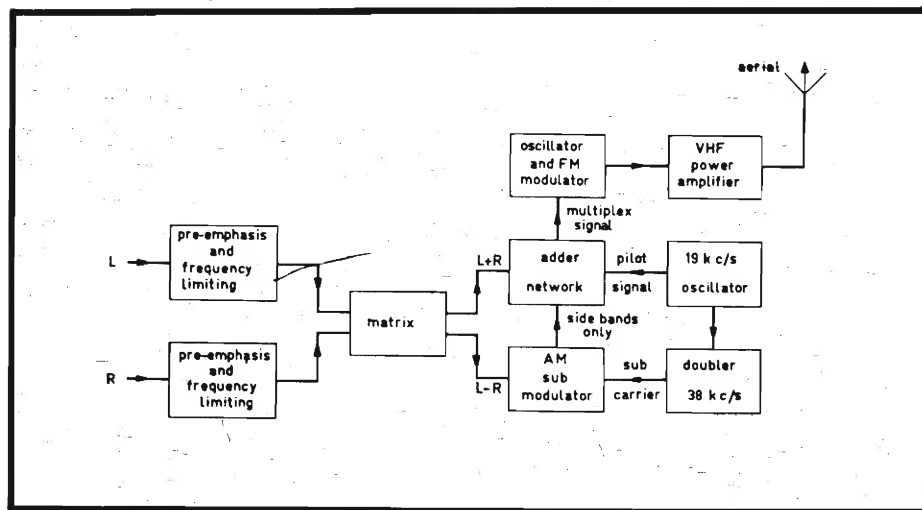 aerial
oscillator
and FM
modulator
VHF
power
amplifier
multiplex
signal
pre-emphasis
and
frequency
limiting
L
L+R
adder
network
pilot
signal
19 k c/s
oscillator
matrix
side bands
only
pre-emphasis
and
frequency
limiting
R
L-R
AM
sub
modulator
sub
carrier
doubler
38 k c/s